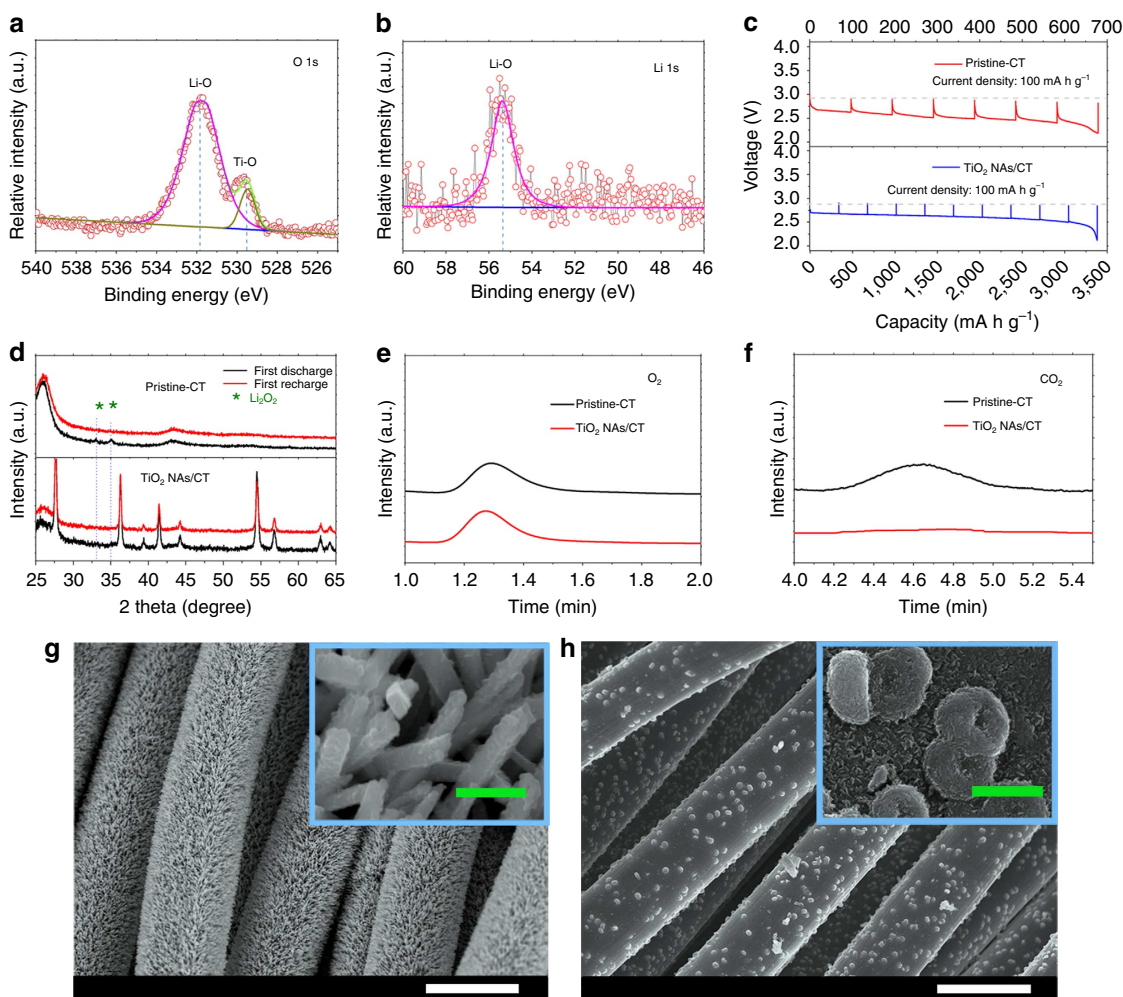 a
O 1s
Li-O
Ti-O
Relative intensity (a.u.)
540 538 536 534 532 530 528 526
Binding energy (eV)
b
Li 1s
Li-O
Relative intensity (a.u.)
60 58 56 54 52 50 48 46
Binding energy (eV)
c
0 100 200 300 400 500 600 700
4.0
3.5
3.0
2.5
2.0
Pristine-CT
Current density: 100 mA h g⁻¹
Voltage (V)
4.0
3.5
3.0
2.5
2.0
TiO₂ NAs/CT
Current density: 100 mA h g⁻¹
0 500 1,000 1,500 2,000 2,500 3,000 3,500
Capacity (mA h g⁻¹)
d
First discharge
First recharge
* Li₂O₂
Pristine-CT
* *
TiO₂ NAs/CT
Intensity (a.u.)
25 30 35 40 45 50 55 60 65
2 theta (degree)
e
O₂
Pristine-CT
TiO₂ NAs/CT
Intensity (a.u.)
1.0 1.2 1.4 1.6 1.8 2.0
Time (min)
f
CO₂
Pristine-CT
TiO₂ NAs/CT
Intensity (a.u.)
4.0 4.2 4.6 5.0 5.4
Time (min)
g
h